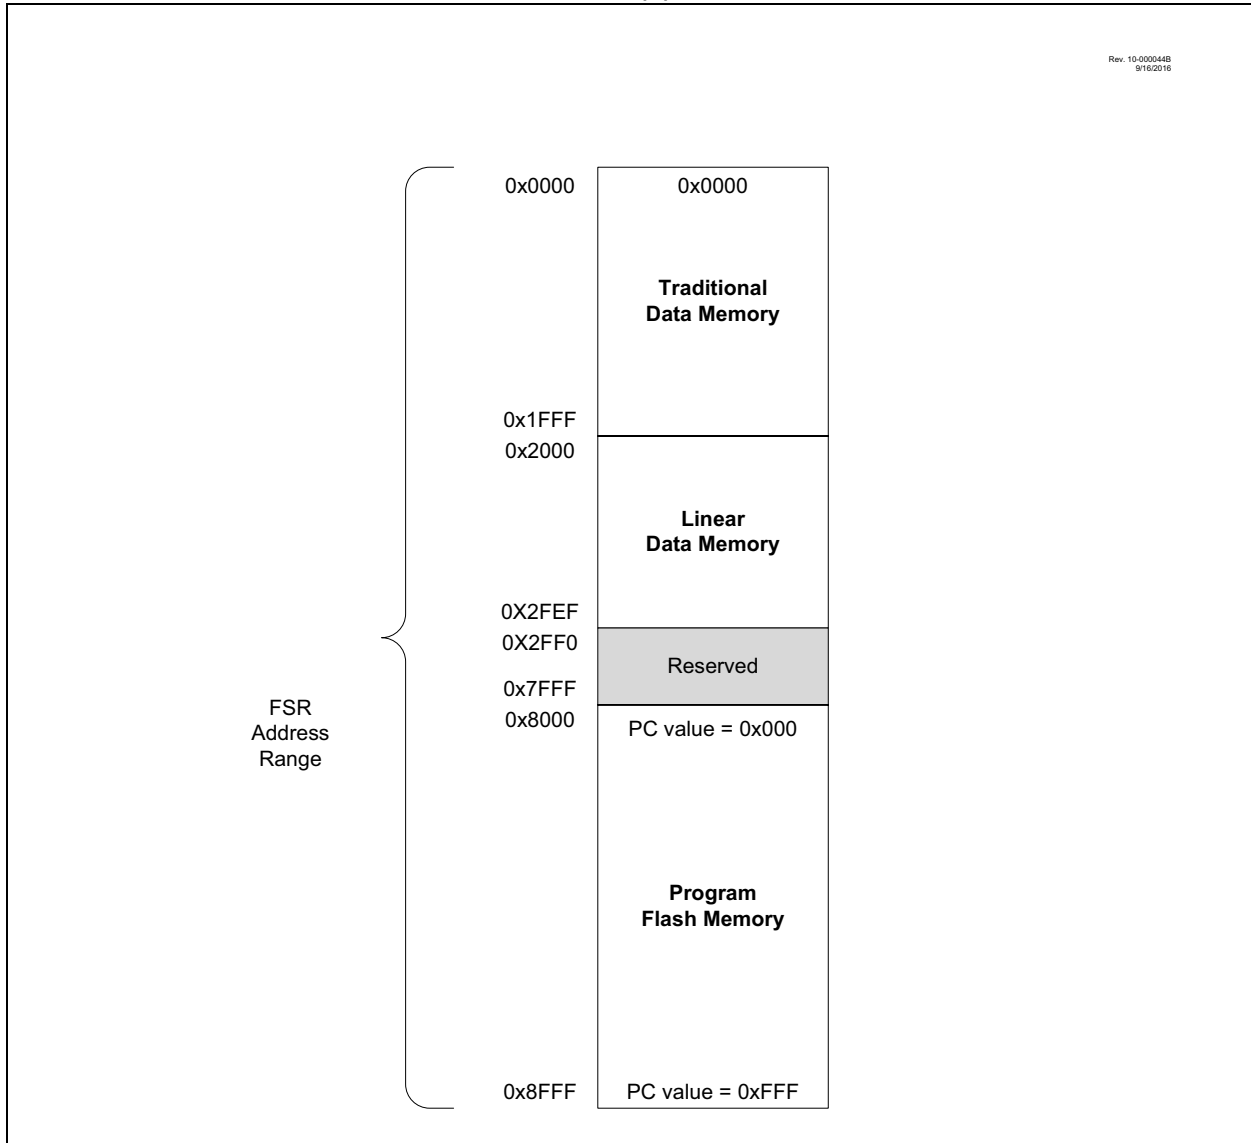 Rev. 10-000044B
9/16/2016
0x0000
0x0000
Traditional
Data Memory
0x1FFF
0x2000
Linear
Data Memory
0X2FEF
0X2FF0
Reserved
0x7FFF
0x8000
PC value = 0x000
FSR
Address
Range
Program
Flash Memory
0x8FFF
PC value = 0xFFF